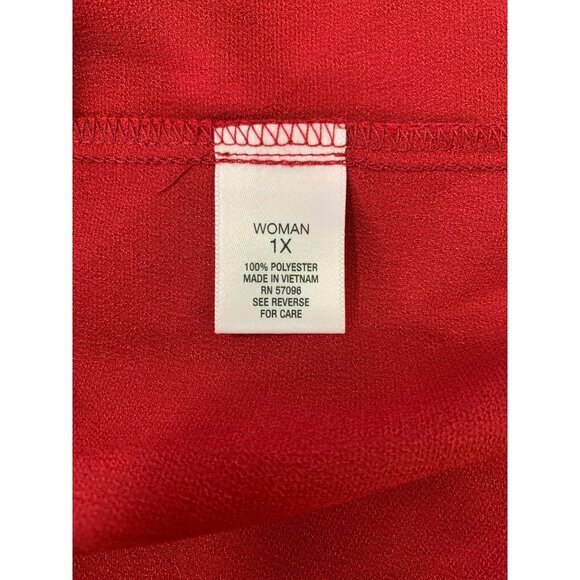 WOMAN
1X
100% POLYESTER
MADE IN VIETNAM
RN 57096
SEE REVERSE
FOR CARE